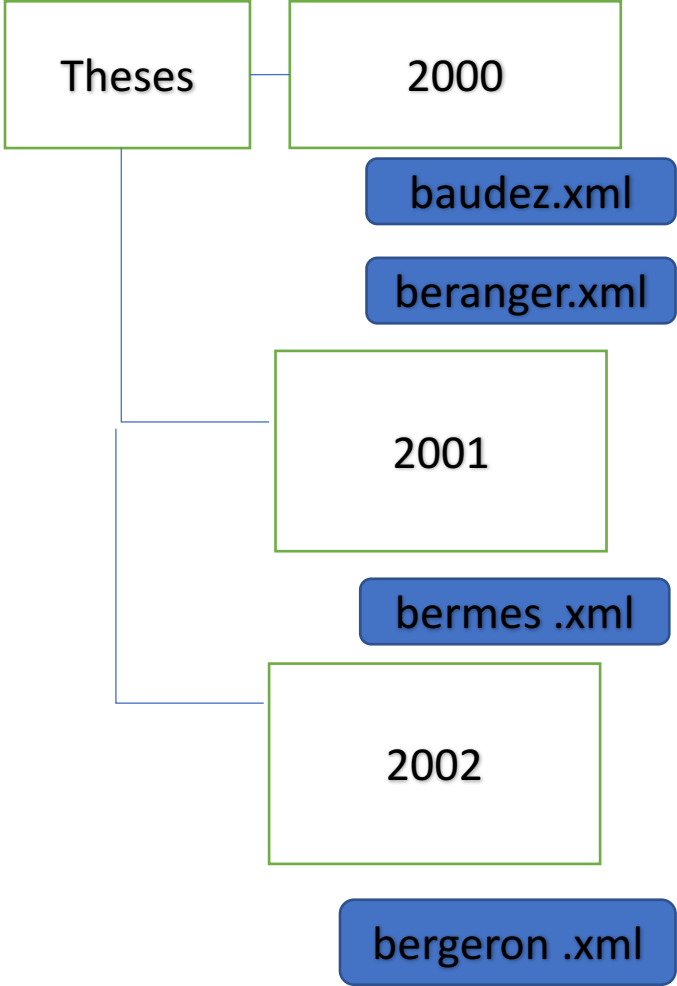 Theses
2000
baudez.xml
beranger.xml
2001
bermes .xml
2002
bergeron .xml